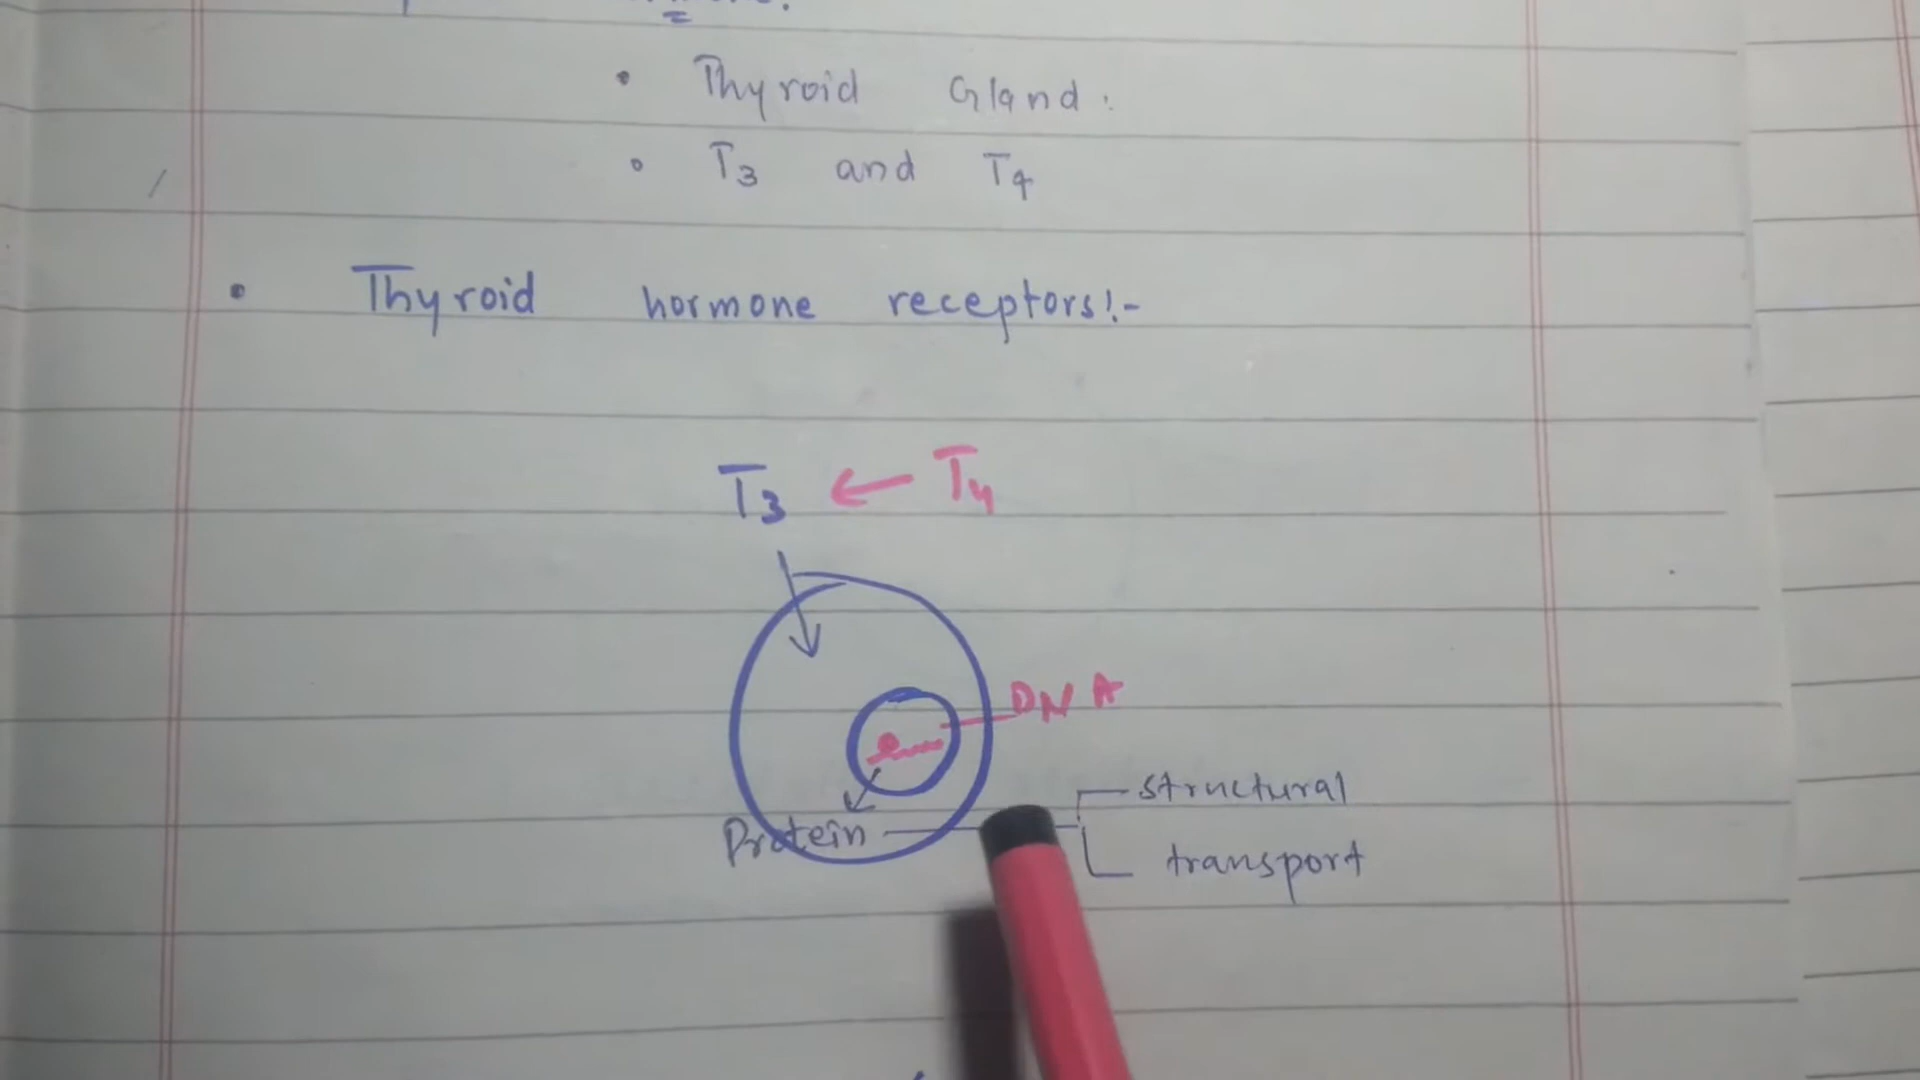 • Thyroid Gland.
• T3 and T4
• Thyroid hormone receptors:-
T3 ← T4
DNA
structural
Protein
transport